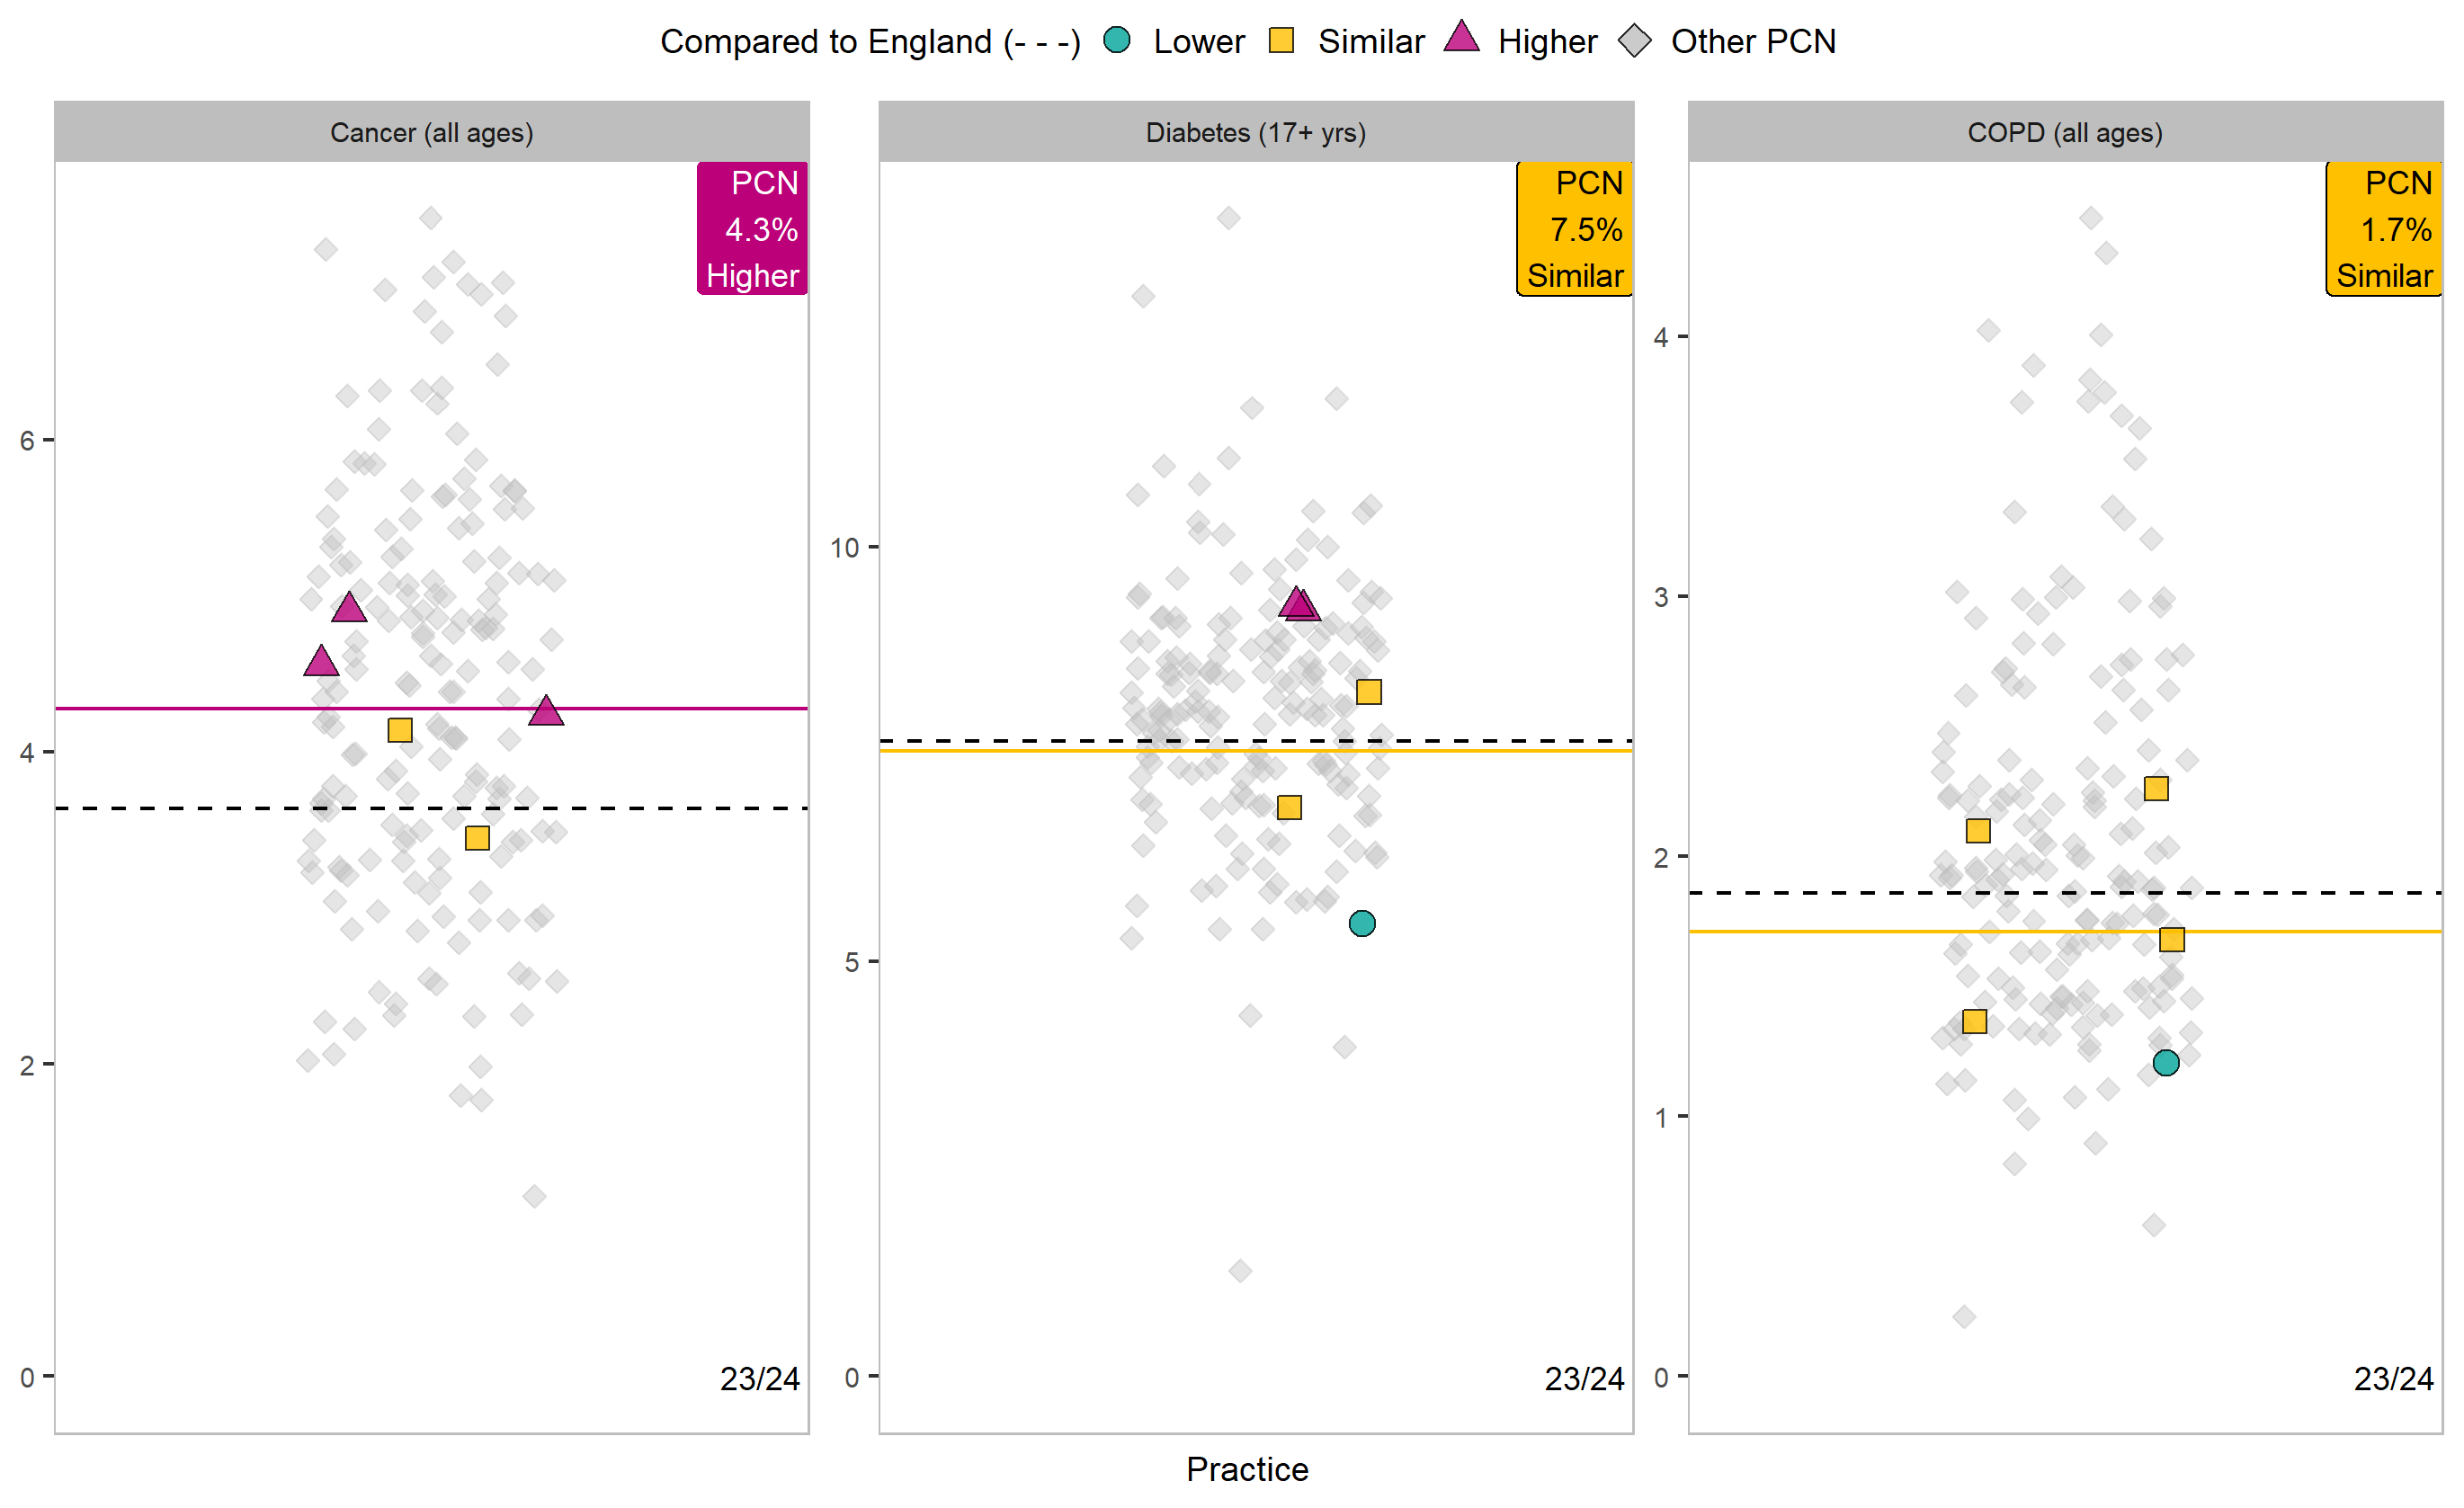 Compared to England (- - -) Lower Similar Higher Other PCN
Cancer (all ages)
PCN
4.3%
Higher
6
4
2
0
23/24
Diabetes (17+ yrs)
PCN
7.5%
Similar
10
5
0
23/24
COPD (all ages)
PCN
1.7%
Similar
4
3
2
1
0
23/24
Practice